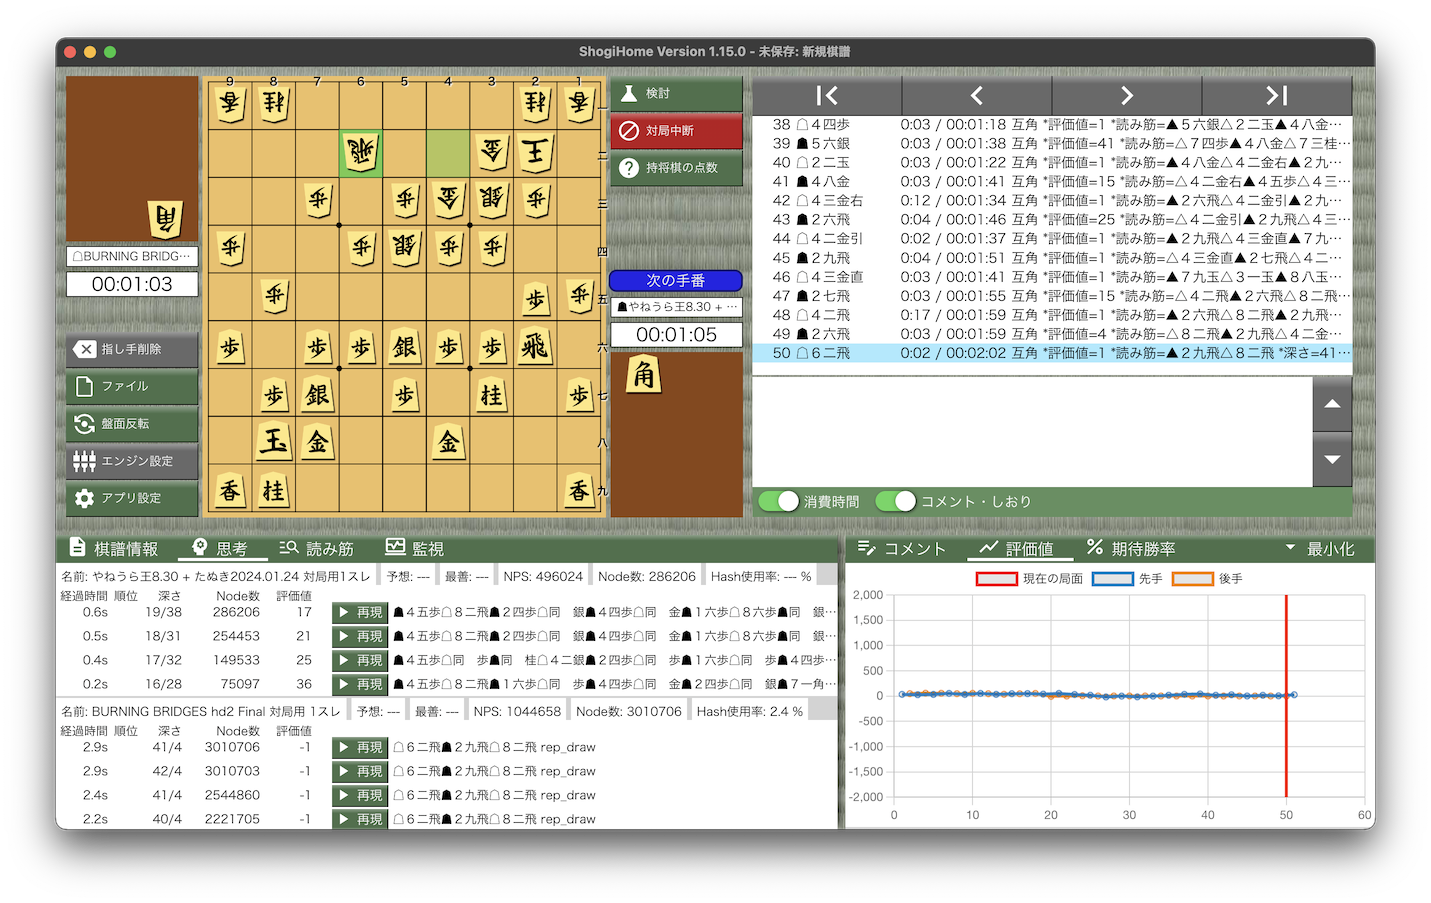 ShogiHome Version 1.15.0 - 未保存: 新規棋譜
9 8 7 6 5 4 3 2 1
香 桂 桂 香 一
飛 金 王 二
歩 歩 金 銀 歩 三
歩 歩 銀 歩 歩 四
歩 歩 歩 五
歩 歩 歩 銀 歩 歩 飛 六
歩 銀 歩 桂 歩 七
玉 金 金 八
香 桂 香 九
角
☖BURNING BRIDG…
00:01:03
指し手削除
ファイル
盤面反転
エンジン設定
アプリ設定
検討
対局中断
持将棋の点数
次の手番
☗やねうら王8.30 + …
00:01:05
角
38 ☖4四歩 0:03 / 00:01:18 互角 *評価値=1 *読み筋=▲5六銀△2二玉▲4八金…
39 ☗5六銀 0:03 / 00:01:38 互角 *評価値=41 *読み筋=△7四歩▲4八金△7三桂…
40 ☖2二玉 0:03 / 00:01:22 互角 *評価値=1 *読み筋=▲4八金△4二金右▲2九…
41 ☗4八金 0:03 / 00:01:41 互角 *評価値=15 *読み筋=△4二金右▲4五歩△4三…
42 ☖4三金右 0:12 / 00:01:34 互角 *評価値=1 *読み筋=▲2六飛△4二金引▲2九…
43 ☗2六飛 0:04 / 00:01:46 互角 *評価値=25 *読み筋=△4二金引▲2九飛△4三…
44 ☖4二金引 0:02 / 00:01:37 互角 *評価値=1 *読み筋=▲2九飛△4三金直▲7九…
45 ☗2九飛 0:04 / 00:01:51 互角 *評価値=1 *読み筋=△4三金直▲2七飛△4二…
46 ☖4三金直 0:03 / 00:01:41 互角 *評価値=1 *読み筋=▲7九玉△3一玉▲8八玉…
47 ☗2七飛 0:03 / 00:01:55 互角 *評価値=15 *読み筋=△4二飛▲2六飛△8二飛…
48 ☖4二飛 0:17 / 00:01:59 互角 *評価値=1 *読み筋=▲2六飛△8二飛▲2九飛…
49 ☗2六飛 0:03 / 00:01:59 互角 *評価値=4 *読み筋=△8二飛▲2九飛△4二金…
50 ☖6二飛 0:02 / 00:02:02 互角 *評価値=1 *読み筋=▲2九飛△8二飛 *深さ=41…
消費時間 コメント・しおり
棋譜情報 思考 読み筋 監視
名前: やねうら王8.30 + たぬき2024.01.24 対局用1スレ 予想: --- 最善: --- NPS: 496024 Node数: 286206 Hash使用率: --- %
経過時間 順位 深さ Node数 評価値
0.6s 19/38 286206 17 再現 ☗4五歩☖8二飛☗2四歩☖同 銀☗4四歩☖同 金☗1六歩☖8六歩☗同 銀…
0.5s 18/31 254453 21 再現 ☗4五歩☖8二飛☗2四歩☖同 銀☗4四歩☖同 金☗1六歩☖8六歩☗同 銀…
0.4s 17/32 149533 25 再現 ☗4五歩☖同 歩☗同 桂☖4二銀☗2四歩☖同 歩☗1六歩☖同 歩☗4四歩…
0.2s 16/28 75097 36 再現 ☗4五歩☖8二飛☗1六歩☖同 歩☗4四歩☖同 金☗2四歩☖同 銀☗7一角…
名前: BURNING BRIDGES hd2 Final 対局用 1スレ 予想: --- 最善: --- NPS: 1044658 Node数: 3010706 Hash使用率: 2.4 %
経過時間 順位 深さ Node数 評価値
2.9s 41/4 3010706 -1 再現 ☖6二飛☗2九飛☖8二飛 rep_draw
2.9s 42/4 3010703 -1 再現 ☖6二飛☗2九飛☖8二飛 rep_draw
2.4s 41/4 2544860 -1 再現 ☖6二飛☗2九飛☖8二飛 rep_draw
2.2s 40/4 2221705 -1 再現 ☖6二飛☗2九飛☖8二飛 rep_draw
コメント 評価値 期待勝率 最小化
現在の局面 先手 後手
2,000
1,500
1,000
500
0
-500
-1,000
-1,500
-2,000
0 10 20 30 40 50 60